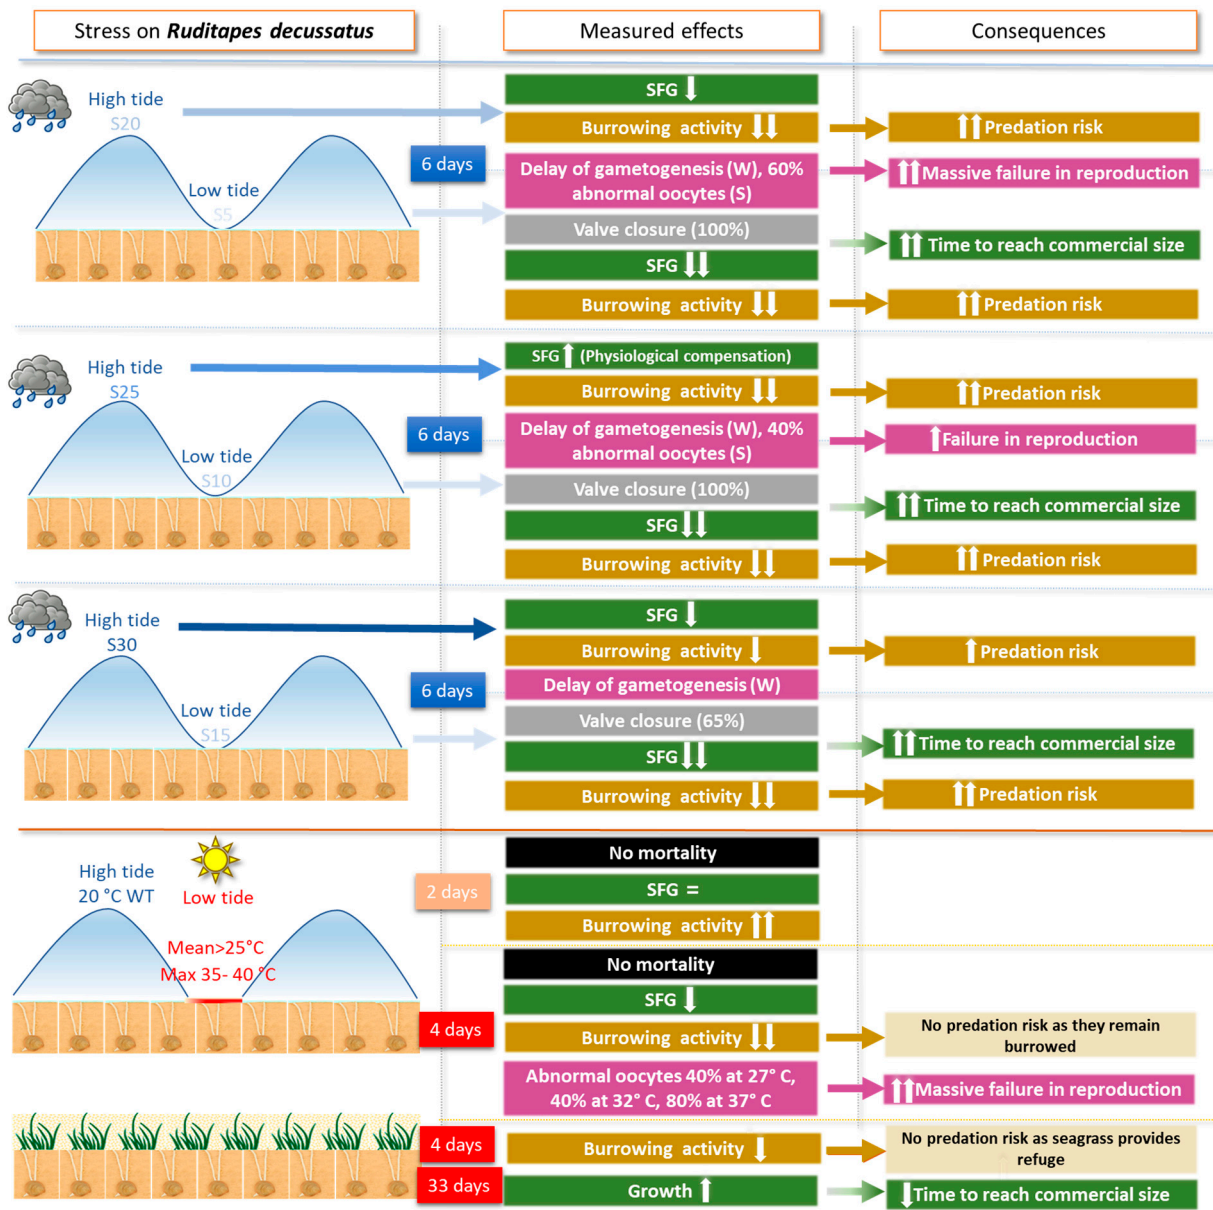 Stress on Ruditapes decussatus
Measured effects
Consequences
High tide
S20
Low tide
S5
6 days
SFG ↓
Burrowing activity ↓↓
Delay of gametogenesis (W), 60%
abnormal oocytes (S)
Valve closure (100%)
SFG ↓↓
Burrowing activity ↓↓
↑↑ Predation risk
↑↑ Massive failure in reproduction
↑↑ Time to reach commercial size
↑↑ Predation risk
High tide
S25
Low tide
S10
6 days
SFG ↑ (Physiological compensation)
Burrowing activity ↓↓
Delay of gametogenesis (W), 40%
abnormal oocytes (S)
Valve closure (100%)
SFG ↓↓
Burrowing activity ↓↓
↑↑ Predation risk
↑ Failure in reproduction
↑↑ Time to reach commercial size
↑↑ Predation risk
High tide
S30
Low tide
S15
6 days
SFG ↓
Burrowing activity ↓
Delay of gametogenesis (W)
Valve closure (65%)
SFG ↓↓
Burrowing activity ↓↓
↑ Predation risk
↑↑ Time to reach commercial size
↑↑ Predation risk
High tide
20 °C WT
Low tide
Mean>25°C
Max 35- 40 °C
2 days
No mortality
SFG =
Burrowing activity ↑↑
4 days
No mortality
SFG ↓
Burrowing activity ↓↓
Abnormal oocytes 40% at 27° C,
40% at 32° C, 80% at 37° C
No predation risk as they remain
burrowed
↑↑ Massive failure in reproduction
4 days
Burrowing activity ↓
No predation risk as seagrass provides
refuge
33 days
Growth ↑
↓ Time to reach commercial size